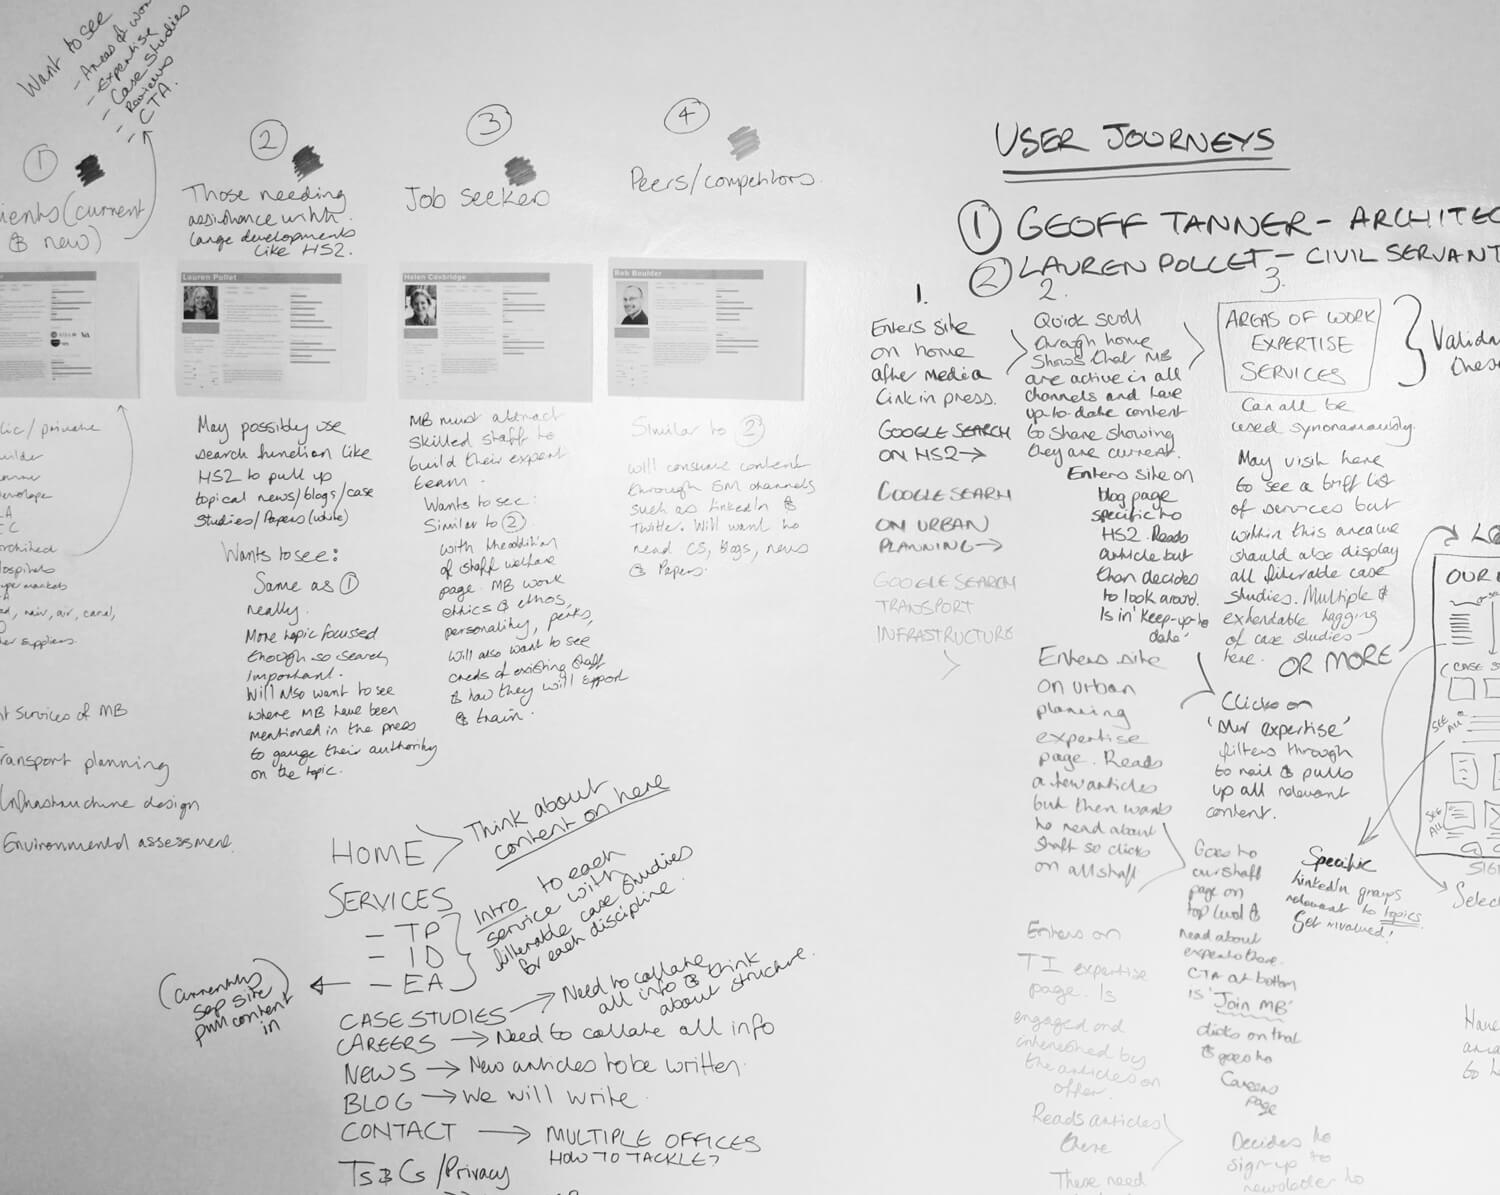 Want to see
- Areas of wor
- Expertise
- Case Studies
- Reviews
- CTA.
1
ients (current
& new)
2
Those needing
assistance with
large developments
like HS2.
3
Job Seekers
4
Peers/competitors.
Lauren Pollet
Helen Coxbridge
Bob Boulder
lic/private
EC
architect
Hospitals
permarkets
her suppliers.
nt services of MB
Transport planning
Infrastructure design
Environmental assessment.
May possibly use
search function like
HS2 to pull up
topical news/blogs/case
Studies/Papers (white)
Wants to see:
Same as 1
really.
More topic focused
though so search
important.
Will Also want to see
where MB have been
mentioned in the press
to gauge their authority
on the topic.
MB must attract
skilled staff to
build their expert
team.
Wants to see:
Similar to 2
with the addition
of staff welfare
page. MB work
ethics & ethos,
personality, perks,
Will also want to see
creds of existing staff
& how they will support
& train.
Similar to 2
will consume content
through SM channels
such as LinkedIn &
Twitter. Will want to
read CS, blogs, news
& Papers.
HOME > Think about
content on here
SERVICES
- TP
- ID
- EA
Intro to each
service with
filterable case studies
for each discipline.
(currently
sep site
pull content
in
CASE STUDIES → Need to collate
all info & think
about structure.
CAREERS → Need to collate all info
NEWS → New articles to be written.
BLOG → We will write.
CONTACT → MULTIPLE OFFICES
HOW TO TACKLE?
Ts & Cs / Privacy
USER JOURNEYS
1 GEOFF TANNER - ARCHITEC
2 LAUREN POLLET - CIVIL SERVANT
1.
Enters site
on home
after Media
Link in press.
GOOGLE SEARCH
ON HS2 →
GOOGLE SEARCH
ON URBAN
PLANNING →
GOOGLE SEARCH
TRANSPORT
INFRASTRUCTURE
2.
Quick scroll
through home
Shows that MB
are active in all
channels and have
up-to-date content
to share showing
they are current.
Enters site on
blog page
specific to
HS2. Reads
article but
then decides
to look around.
Is in 'keep-up-to
date'
Enters site
on urban
planning
expertise
page. Reads
a few articles
but then wants
to read about
staff so clicks
on all staff
Enters on
TI expertise
page. Is
engaged and
interested by
the articles on
offer.
Reads articles
there
These need
3.
AREAS OF WORK
EXPERTISE
SERVICES
Valida
these
Can all be
used synonamously.
May visit here
to see a brief list
of services but
within this area we
should also display
all filterable case
studies. Multiple &
extendable tagging
of case studies
here.
OR MORE
Clicks on
'Our expertise'
filters through
to rail & pulls
up all relevant
content.
Goes to
our staff
page on
top level &
read about
experts there.
CTA at bottom
is 'Join MB'
clicks on that
& goes to
Careers
page
Decides to
sign-up to
newsletter to
Specific
LinkedIn groups
relevant to topics
Get involved!
OUR
CASE S
SEE
ALL
SEE
ALL
SIG
Select
Have
to